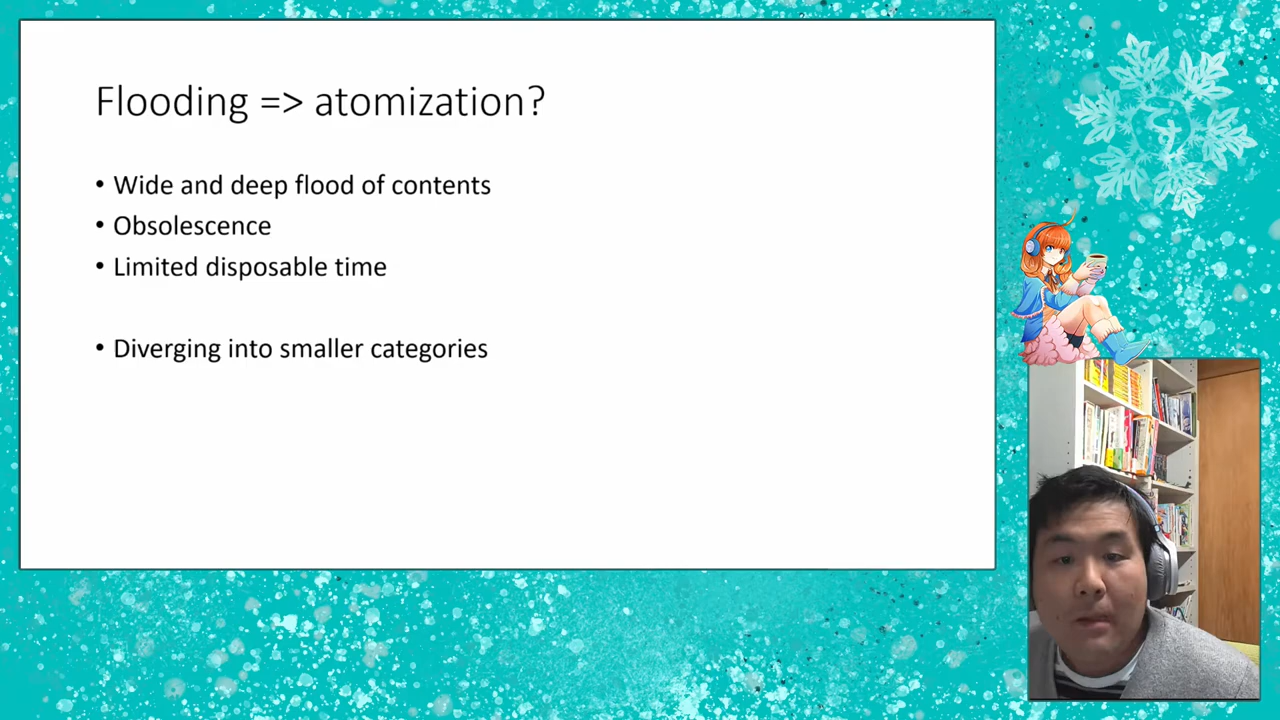 Flooding => atomization?
• Wide and deep flood of contents
• Obsolescence
• Limited disposable time
• Diverging into smaller categories